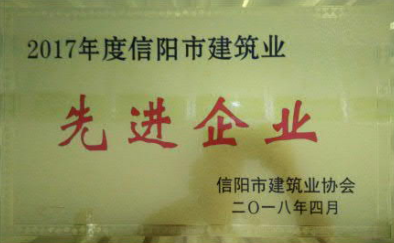 2017年度信阳市建筑业
先进企业
信阳市建筑业协会
二〇一八年四月